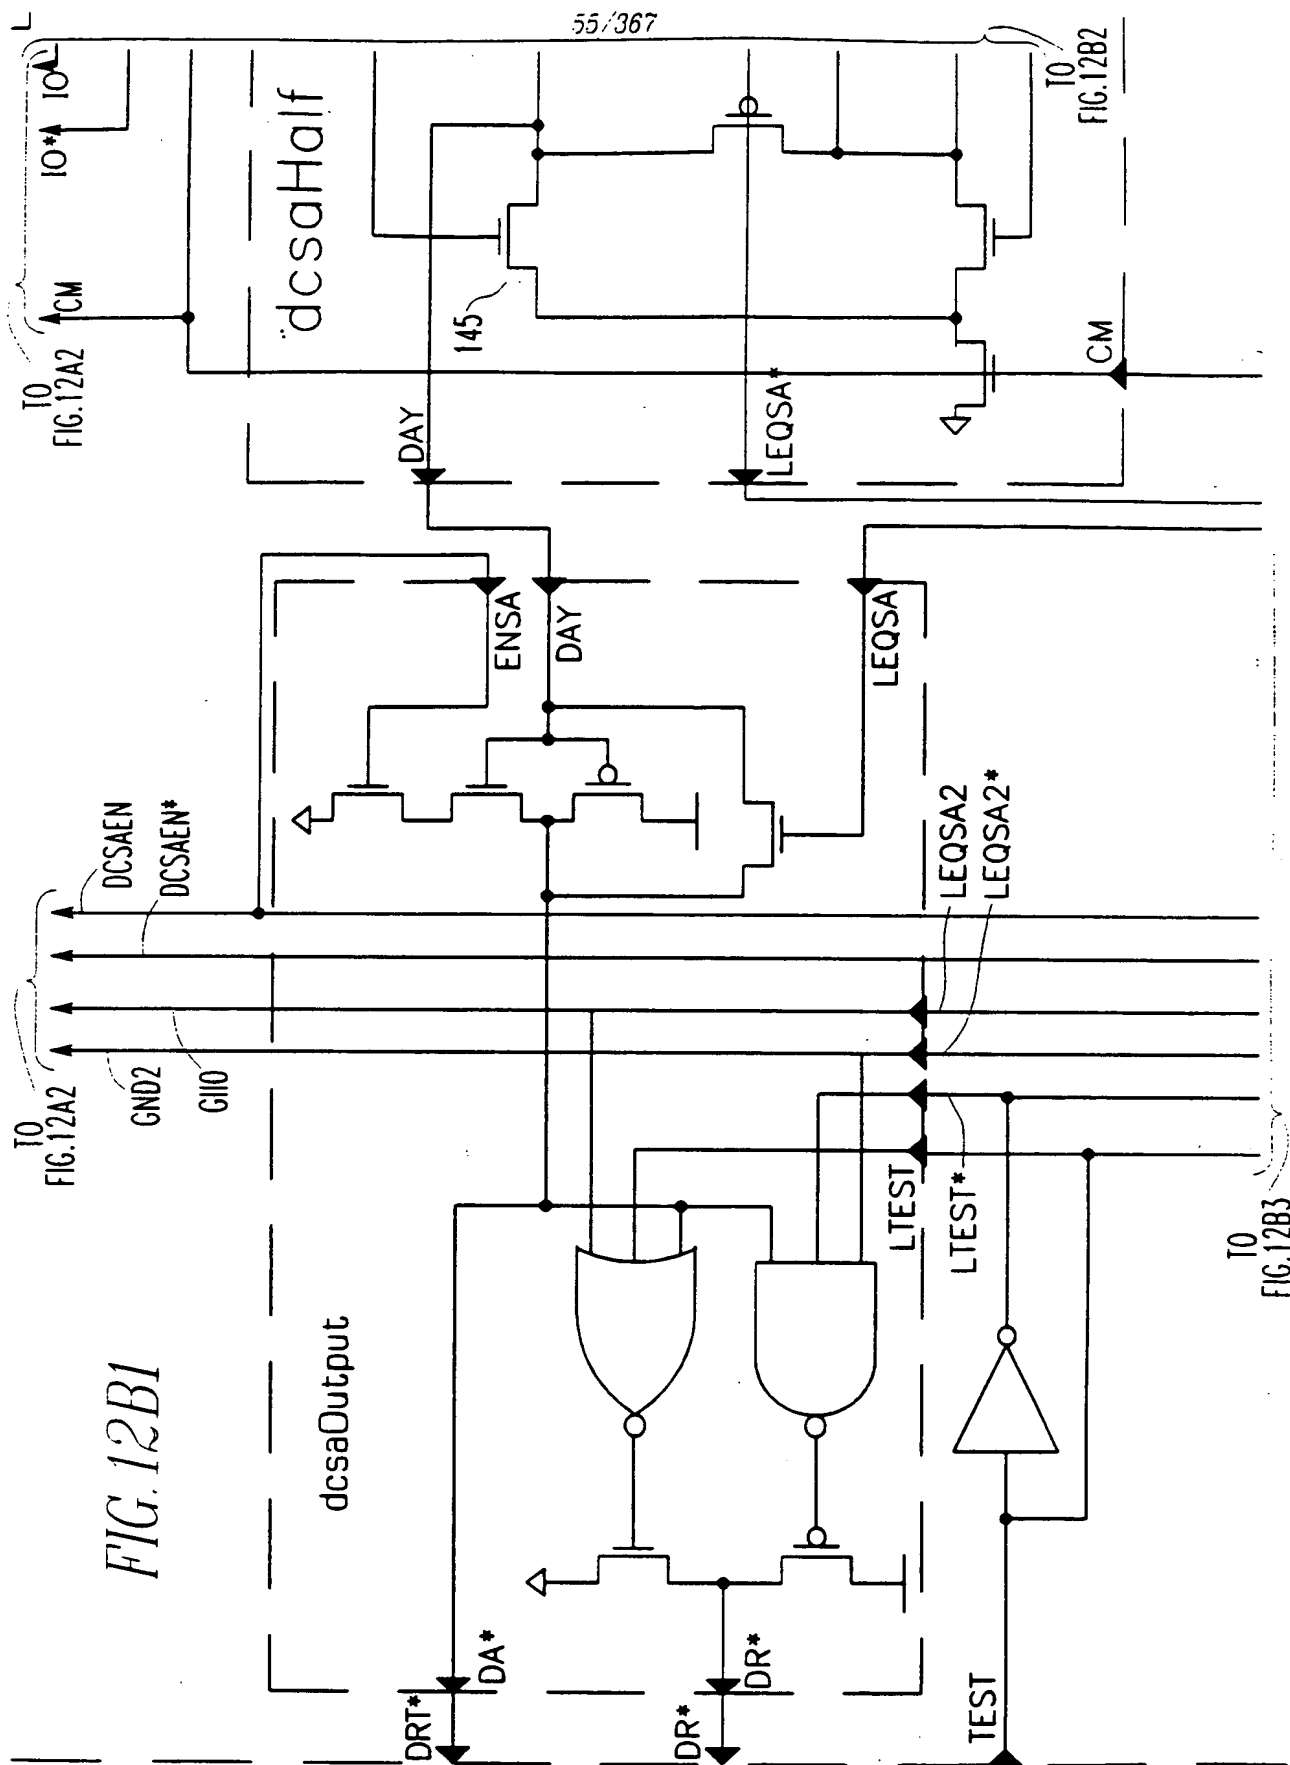 55/367
L
IO
IO*
CM
TO
FIG.12A2
TO
FIG.12B2
dcsaHalf
145
DAY
LEQSA*
CM
ENSA
DAY
LEQSA
DCSAEN
DCSAEN*
LEQSA2
LEQSA2*
TO
FIG.12A2
GND2
GIIO
LTEST
LTEST*
TO
FIG.12B3
FIG. 12B1
dcsaOutput
DA*
DRT*
DR*
DR*
TEST